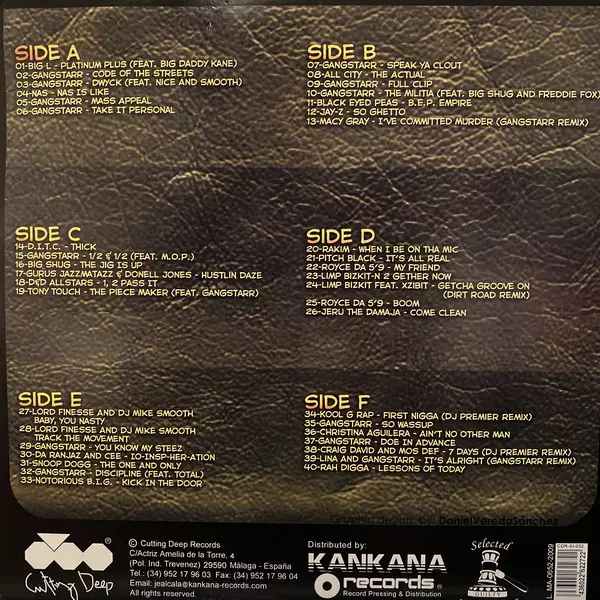 SIDE A
01-BIG L - PLATINUM PLUS (FEAT. BIG DADDY KANE)
02-GANGSTARR - CODE OF THE STREETS
03-GANGSTARR - DWYCK (FEAT. NICE AND SMOOTH)
04-NAS - NAS IS LIKE
05-GANGSTARR - MASS APPEAL
06-GANGSTARR - TAKE IT PERSONAL
SIDE B
07-GANGSTARR - SPEAK YA CLOUT
08-ALL CITY - THE ACTUAL
09-GANGSTARR - FULL CLIP
10-GANGSTARR - THE MILITIA (FEAT: BIG SHUG AND FREDDIE FOX)
11-BLACK EYED PEAS - B.E.P. EMPIRE
12-JAY-Z - SO GHETTO
13-MACY GRAY - I'VE COMMITTED MURDER (GANGSTARR REMIX)
SIDE C
14-D.I.T.C. - THICK
15-GANGSTARR - 1/2 & 1/2 (FEAT. M.O.P.)
16-BIG SHUG - THE JIG IS UP
17-GURUS JAZZMATAZZ & DONELL JONES - HUSTLIN DAZE
18-D&D ALLSTARS - 1, 2 PASS IT
19-TONY TOUCH - THE PIECE MAKER (FEAT. GANGSTARR)
SIDE D
20-RAKIM - WHEN I BE ON THA MIC
21-PITCH BLACK - IT'S ALL REAL
22-ROYCE DA 5'9 - MY FRIEND
23-LIMP BIZKIT-N 2 GETHER NOW
24-LIMP BIZKIT FEAT. XZIBIT - GETCHA GROOVE ON
(DIRT ROAD REMIX)
25-ROYCE DA 5'9 - BOOM
26-JERU THE DAMAJA - COME CLEAN
SIDE E
27-LORD FINESSE AND DJ MIKE SMOOTH
BABY, YOU NASTY
28-LORD FINESSE AND DJ MIKE SMOOTH
TRACK THE MOVEMENT
29-GANGSTARR - YOU KNOW MY STEEZ
30-DA RANJAZ AND CEE - IO-INSP-HER-ATION
31-SNOOP DOGG - THE ONE AND ONLY
32-GANGSTARR - DISCIPLINE (FEAT. TOTAL)
33-NOTORIOUS B.I.G. - KICK IN THE DOOR
SIDE F
34-KOOL G RAP - FIRST NIGGA (DJ PREMIER REMIX)
35-GANGSTARR - SO WASSUP
36-CHRISTINA AGUILERA - AIN'T NO OTHER MAN
37-GANGSTARR - DOE IN ADVANCE
38-CRAIG DAVID AND MOS DEF - 7 DAYS (DJ PREMIER REMIX)
39-LINA AND GANGSTARR - IT'S ALRIGHT (GANGSTARR REMIX)
40-RAH DIGGA - LESSONS OF TODAY
Graphic design by DanielVeredaSánchez
Cutting Deep
© Cutting Deep Records
C/Actriz Amelia de la Torre, 4
(Pol. Ind. Trevenez) 29590 Málaga - España
Tel.: (34) 952 17 96 03 Fax: (34) 952 17 96 04
Email: jealcala@kankana-records.com
All rights reserved.
Distributed by:
KANKANA
records®
Record Pressing & Distribution
Selected
QUALITY
L. MA-0652-2009